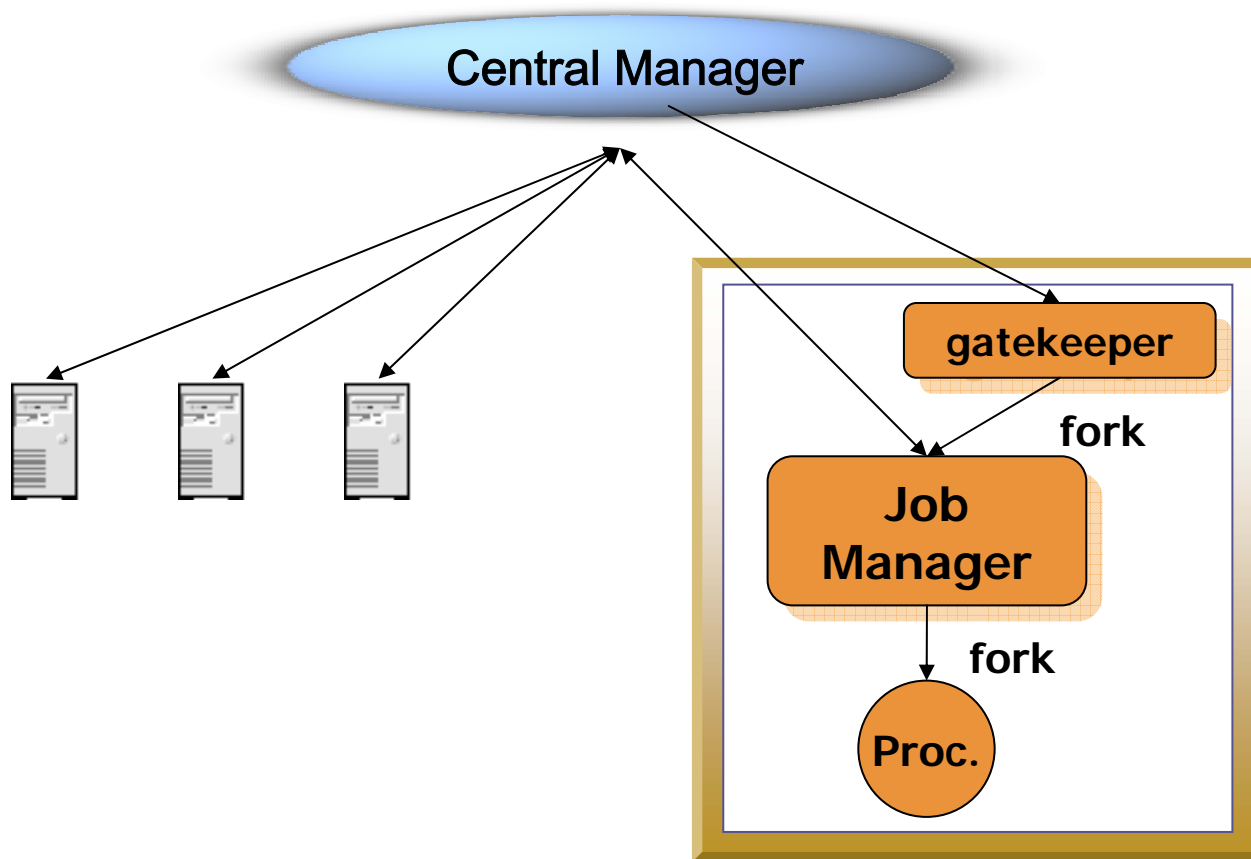 Central Manager
gatekeeper
fork
Job
Manager
fork
Proc.